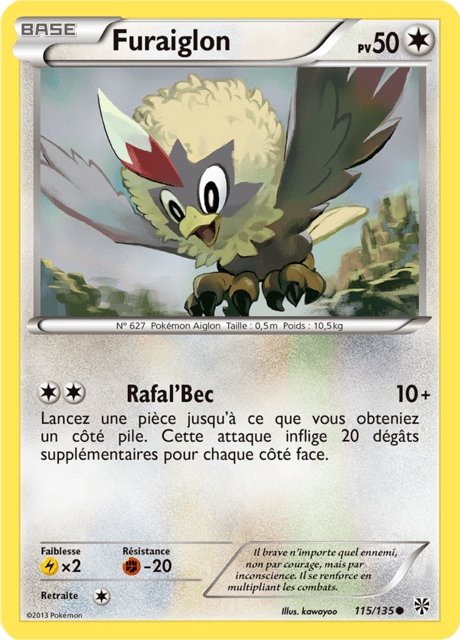 BASE
Furaiglon
PV50
N° 627 Pokémon Aiglon Taille : 0,5m Poids : 10,5kg
Rafal'Bec 10+
Lancez une pièce jusqu'à ce que vous obteniez
un côté pile. Cette attaque inflige 20 dégâts
supplémentaires pour chaque côté face.
Faiblesse
×2
Résistance
-20
Retraite
Il brave n'importe quel ennemi,
non par courage, mais par
inconscience. Il se renforce en
multipliant les combats.
©2013 Pokémon
Illus. kawayoo
115/135